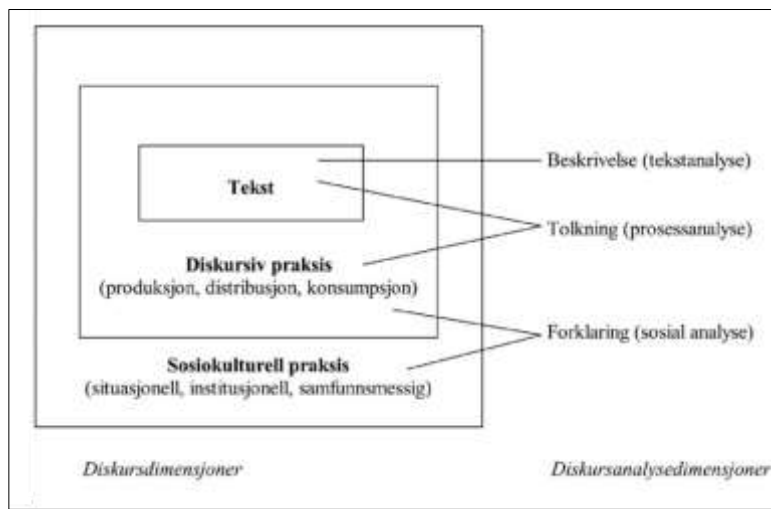 Beskrivelse (tekstanalyse)
Tekst
Tolkning (prosessanalyse)
Diskursiv praksis
(produksjon, distribusjon, konsumpsjon)
Forklaring (sosial analyse)
Sosiokulturell praksis
(situasjonell, institusjonell, samfunnsmessig)
Diskursdimensjoner
Diskursanalysedimensjoner